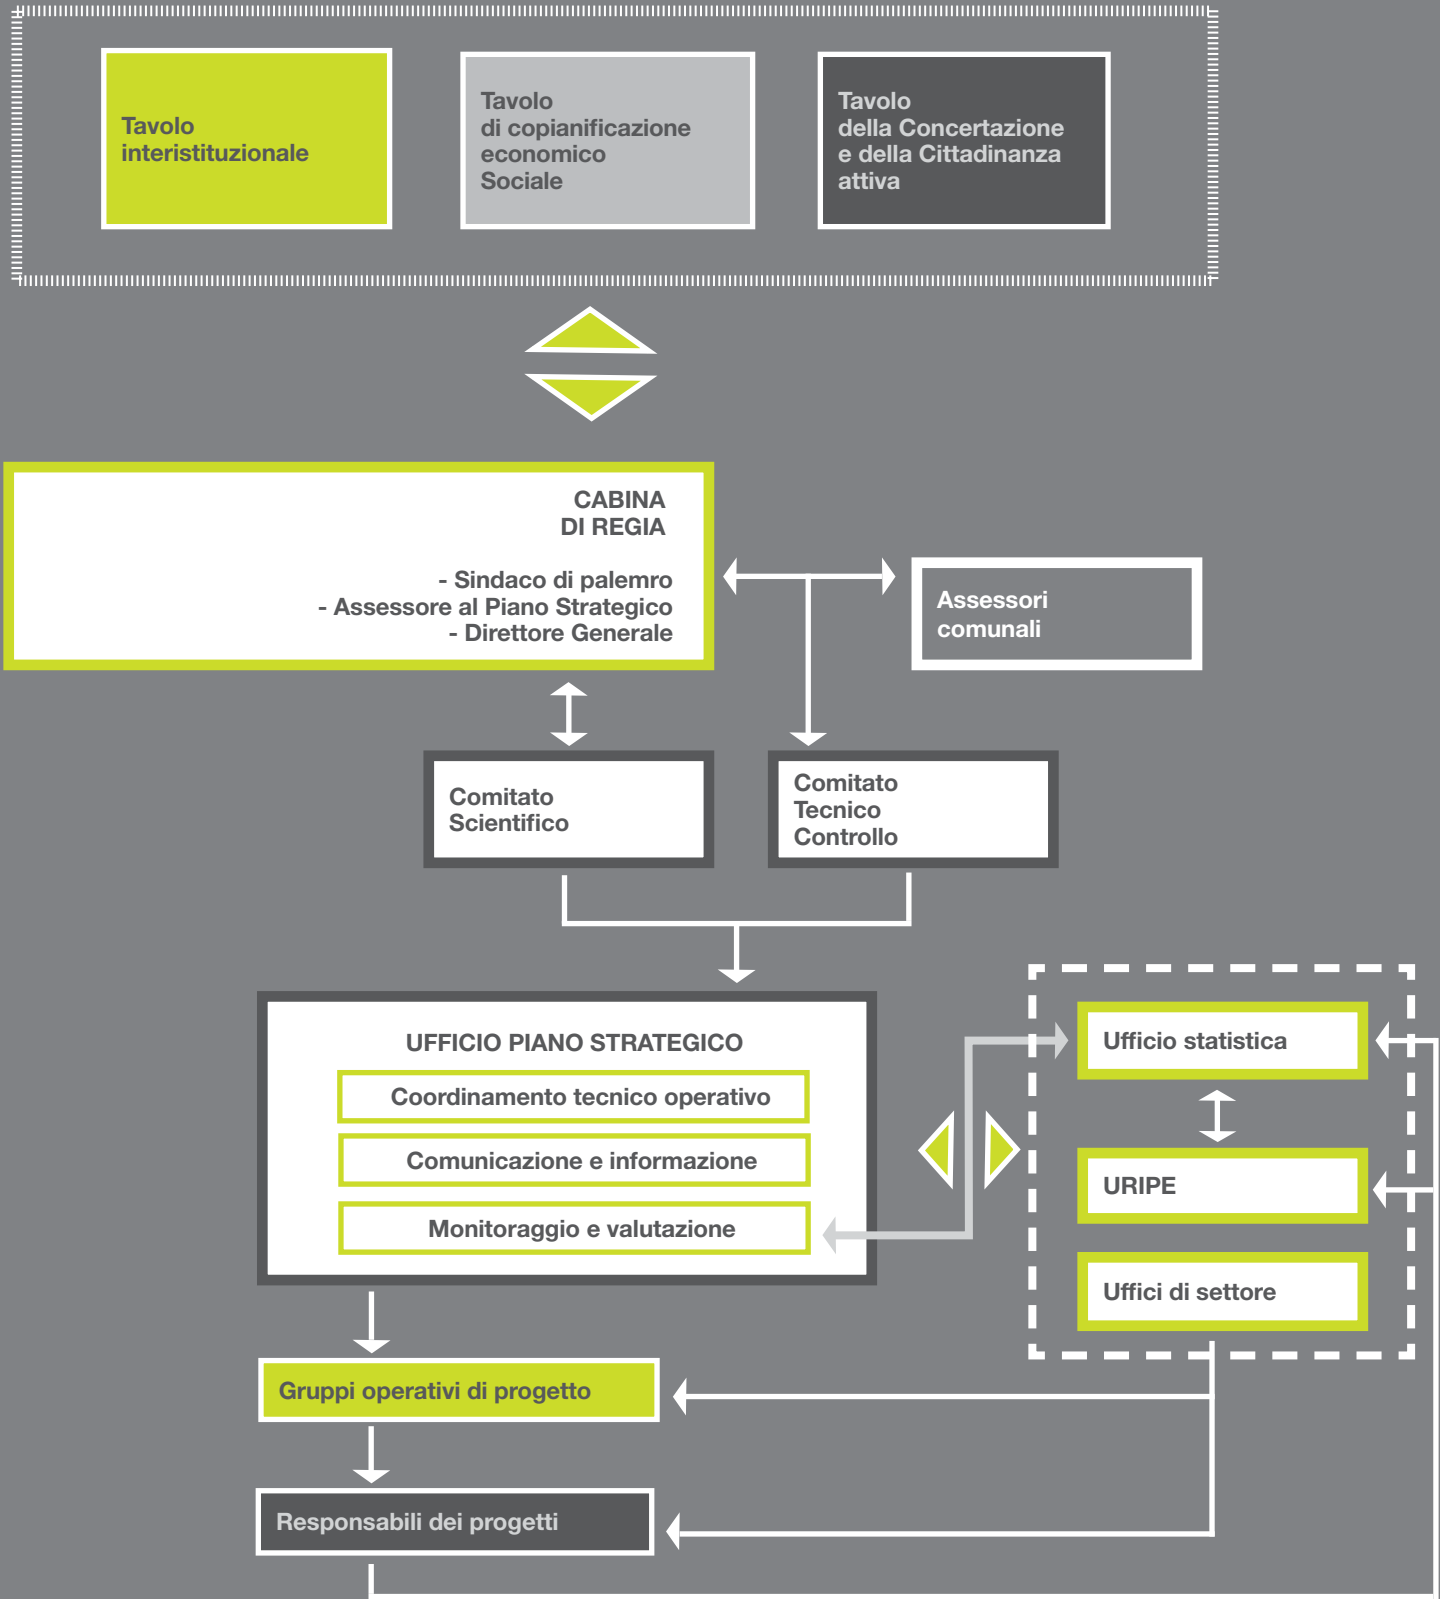 Tavolo
interistituzionale
Tavolo
di copianificazione
economico
Sociale
Tavolo
della Concertazione
e della Cittadinanza
attiva
CABINA
DI REGIA
- Sindaco di palemro
- Assessore al Piano Strategico
- Direttore Generale
Assessori
comunali
Comitato
Scientifico
Comitato
Tecnico
Controllo
UFFICIO PIANO STRATEGICO
Coordinamento tecnico operativo
Comunicazione e informazione
Monitoraggio e valutazione
Ufficio statistica
URIPE
Uffici di settore
Gruppi operativi di progetto
Responsabili dei progetti